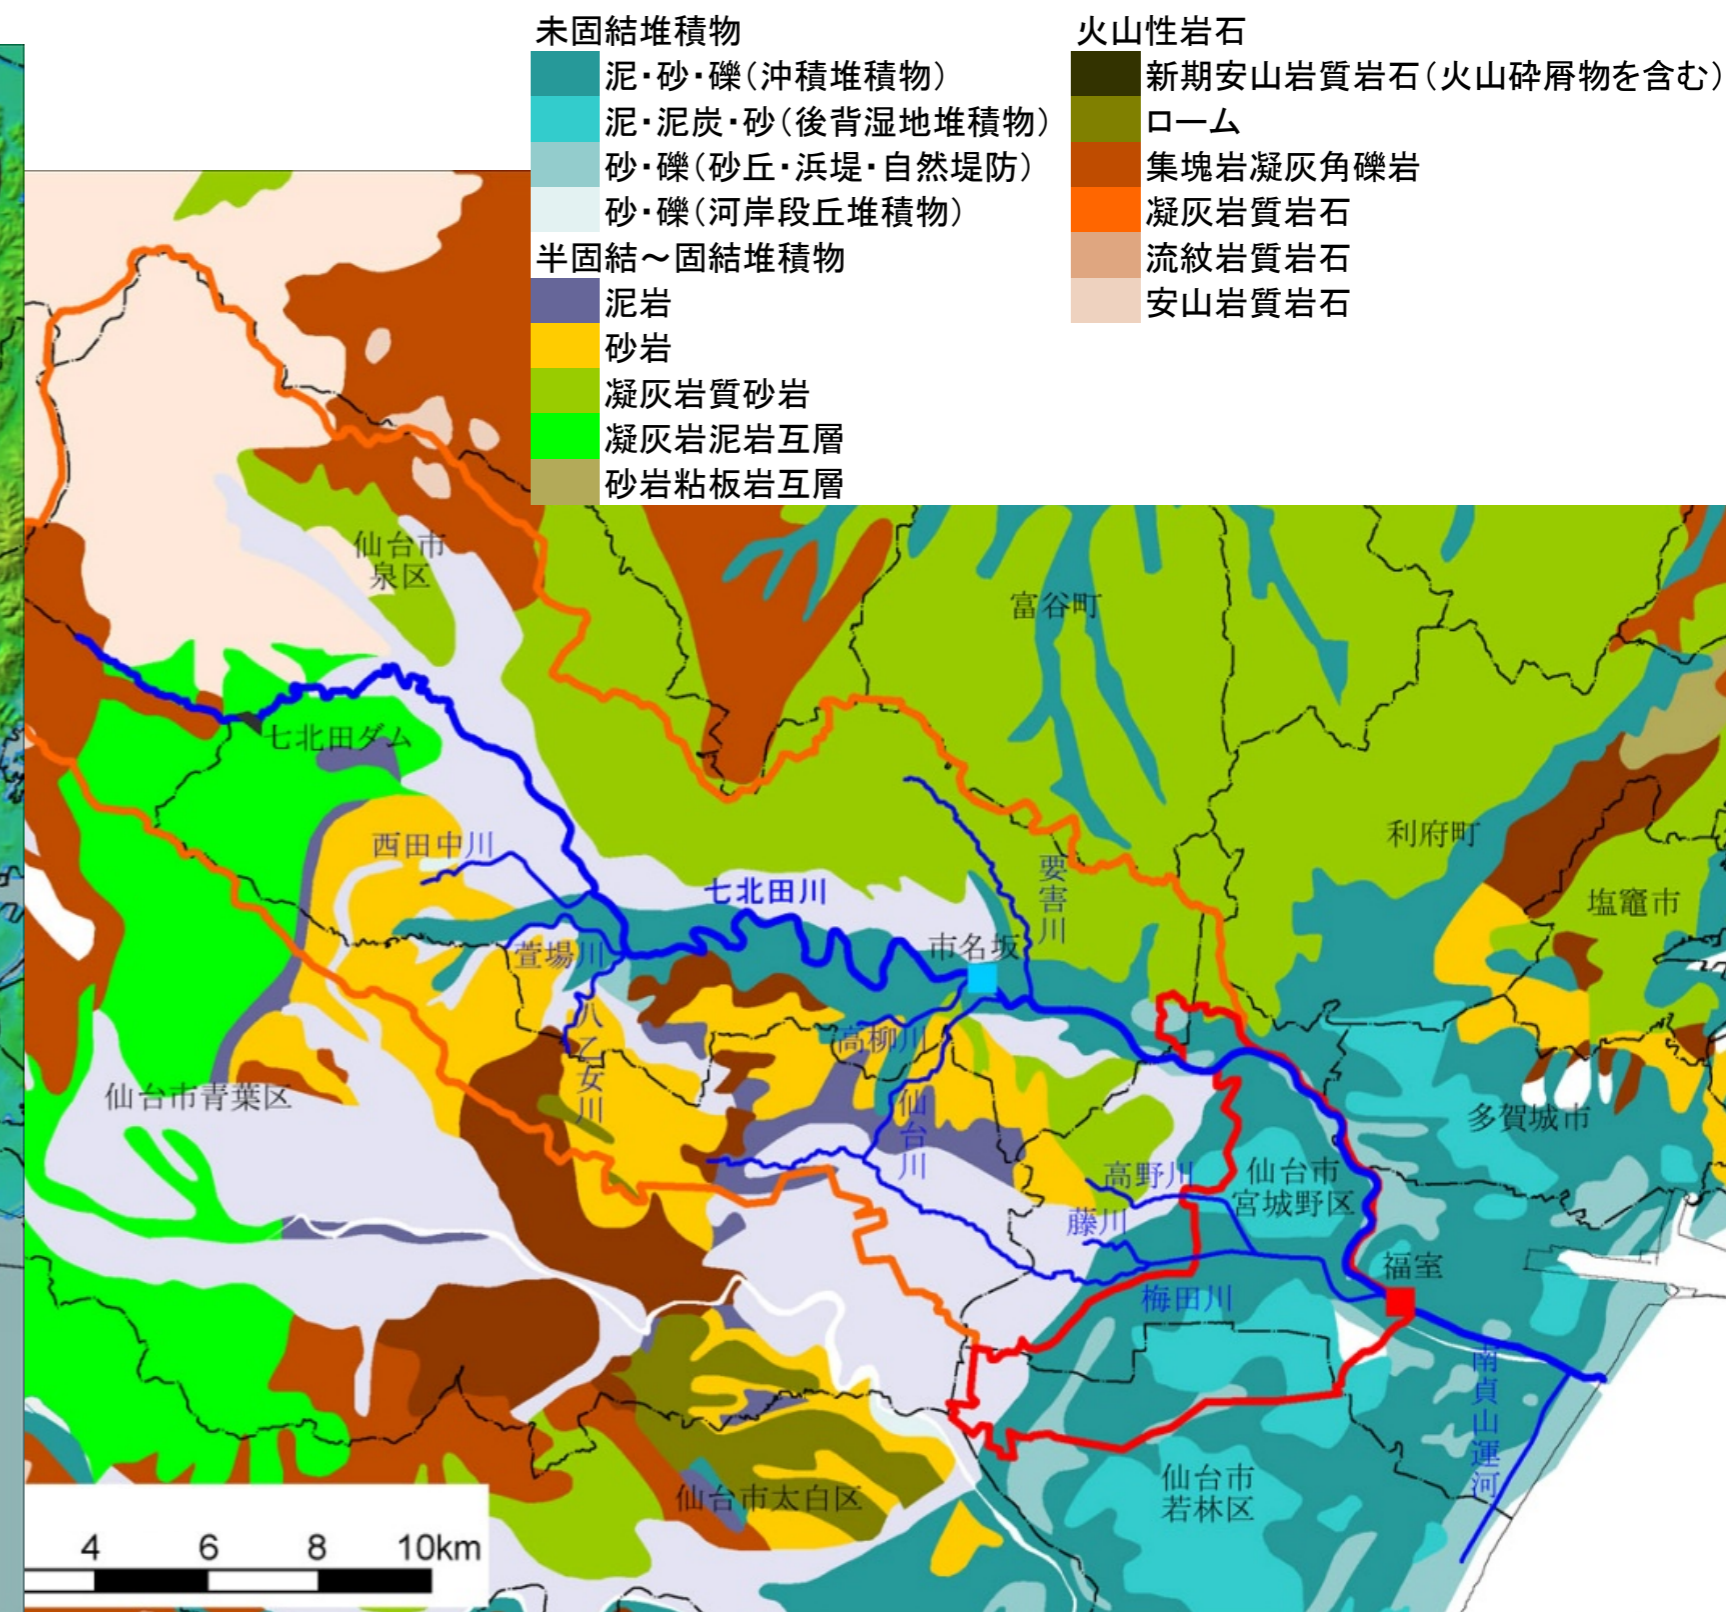 未固結堆積物
泥・砂・礫（沖積堆積物）
泥・泥炭・砂（後背湿地堆積物）
砂・礫（砂丘・浜堤・自然堤防）
砂・礫（河岸段丘堆積物）
半固結～固結堆積物
泥岩
砂岩
凝灰岩質砂岩
凝灰岩泥岩互層
砂岩粘板岩互層
火山性岩石
新期安山岩質岩石（火山砕屑物を含む）
ローム
集塊岩凝灰角礫岩
凝灰岩質岩石
流紋岩質岩石
安山岩質岩石
仙台市
泉区
富谷町
七北田ダム
利府町
西田中川
七北田川
要害川
塩竈市
市名坂
萱場川
八乙女川
高柳川
仙台市青葉区
仙台川
多賀城市
高野川
仙台市
宮城野区
藤川
福室
梅田川
南貞山運河
仙台市太白区
仙台市
若林区
4 6 8 10km